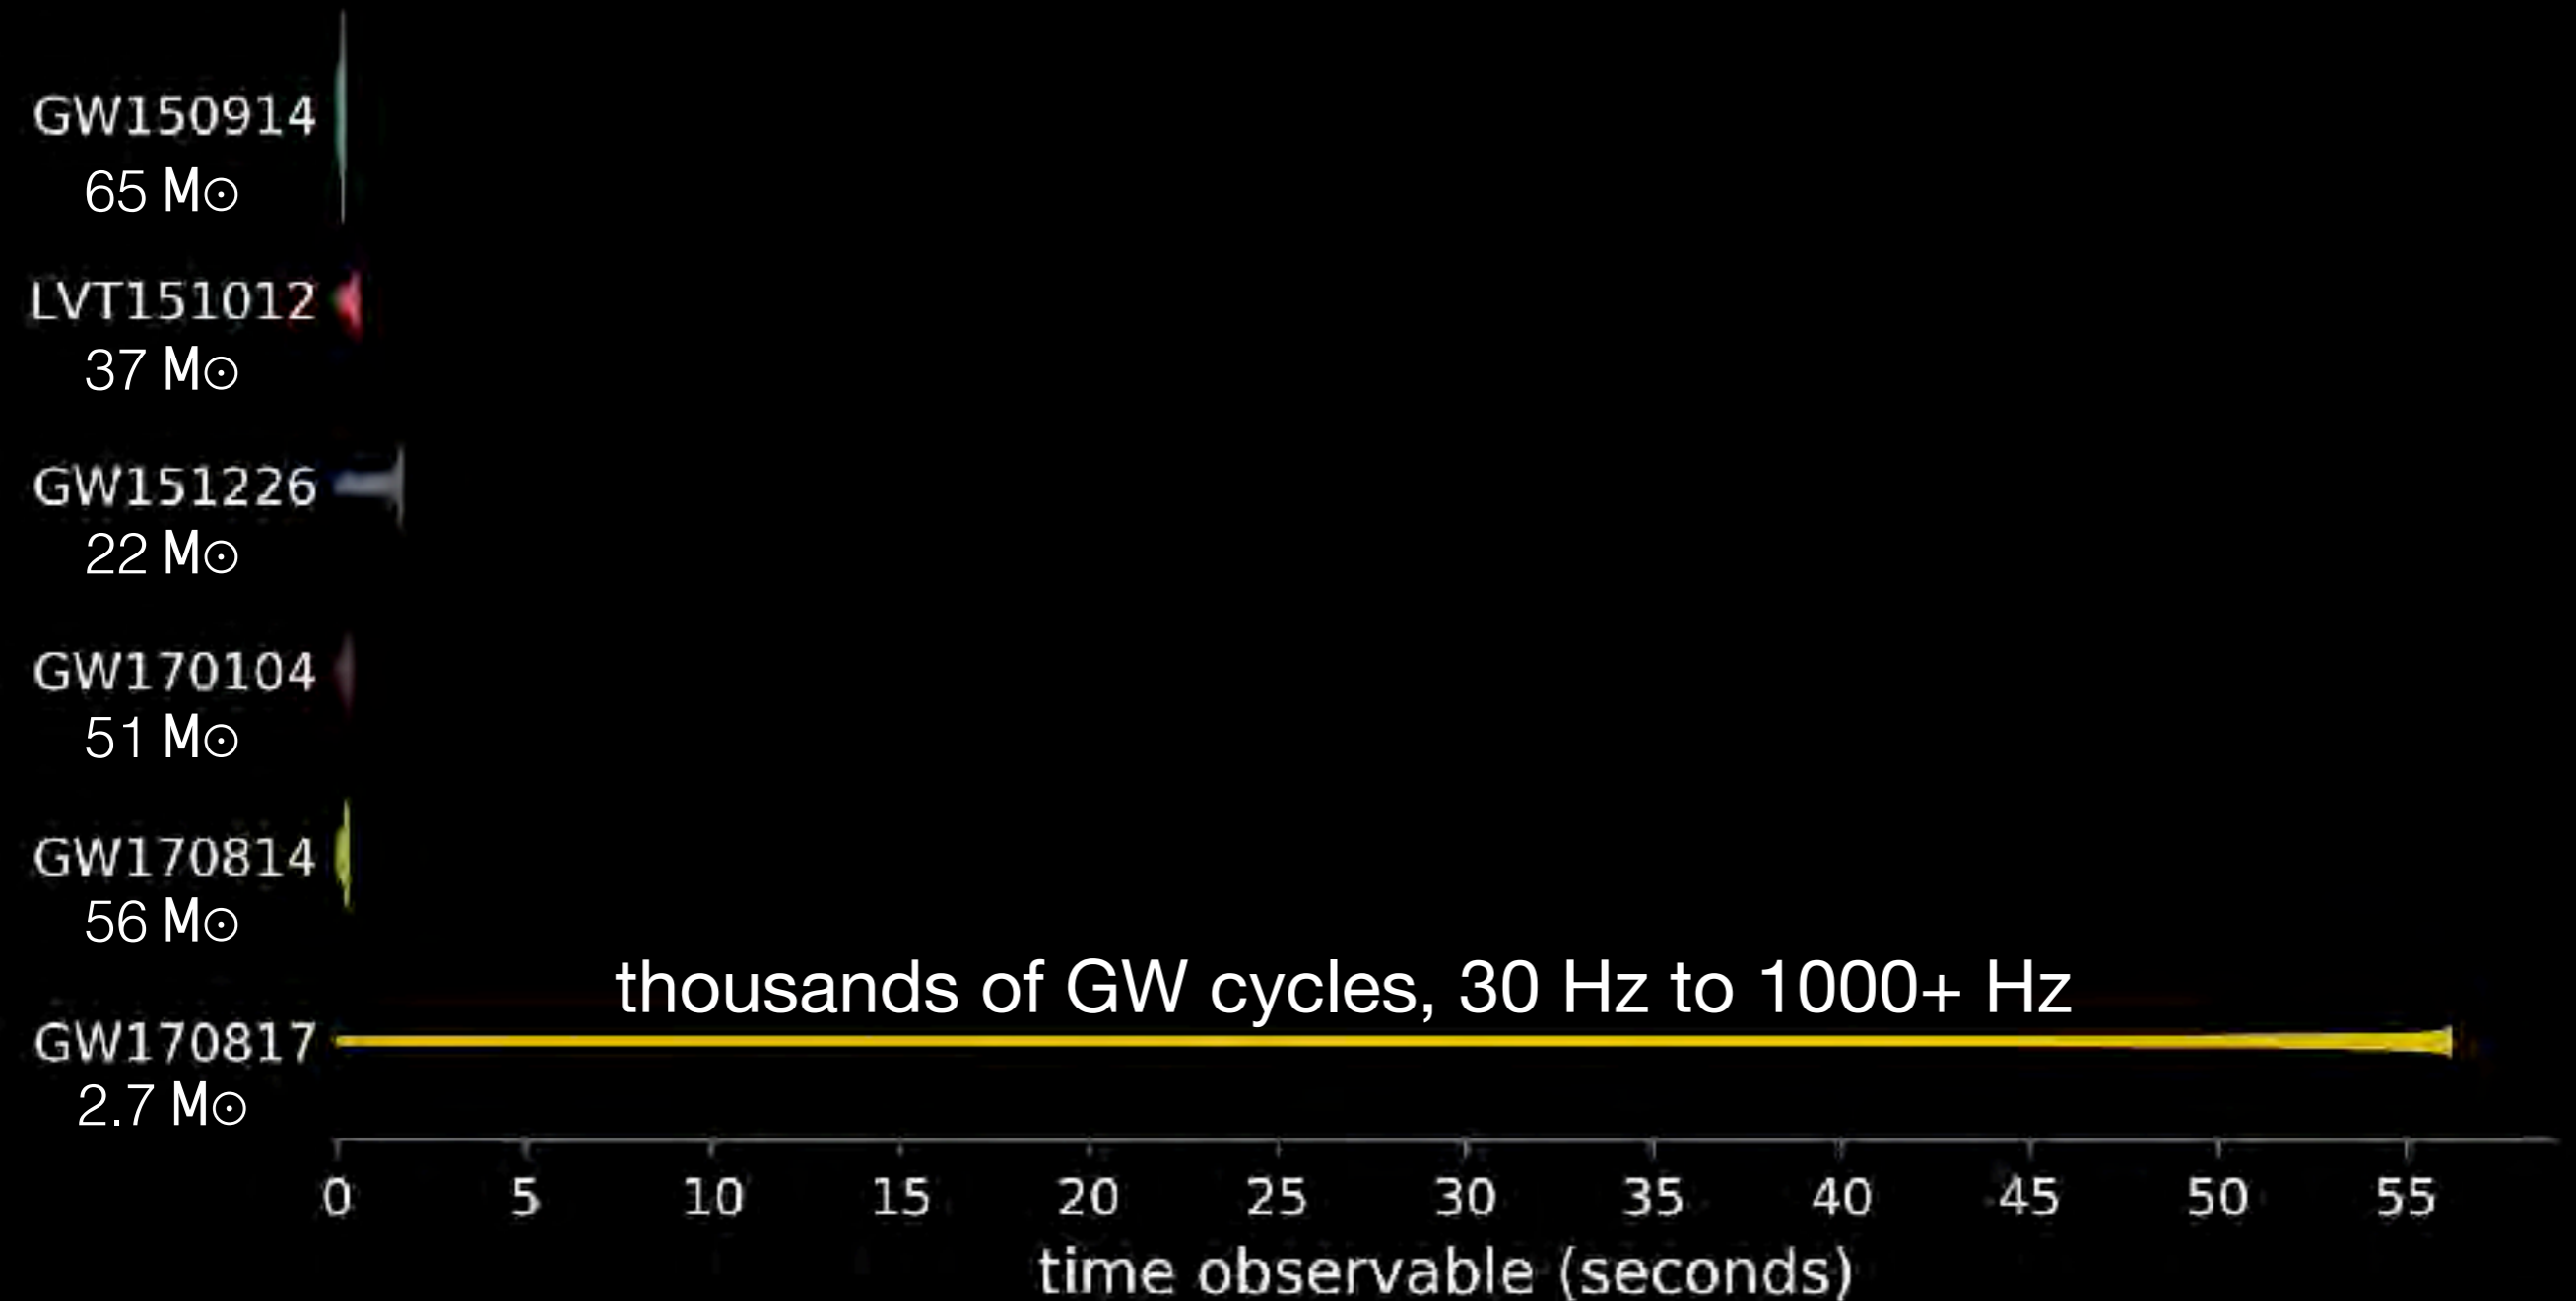 GW150914
65 M⊙
LVT151012
37 M⊙
GW151226
22 M⊙
GW170104
51 M⊙
GW170814
56 M⊙
thousands of GW cycles, 30 Hz to 1000+ Hz
GW170817
2.7 M⊙
0 5 10 15 20 25 30 35 40 45 50 55
time observable (seconds)